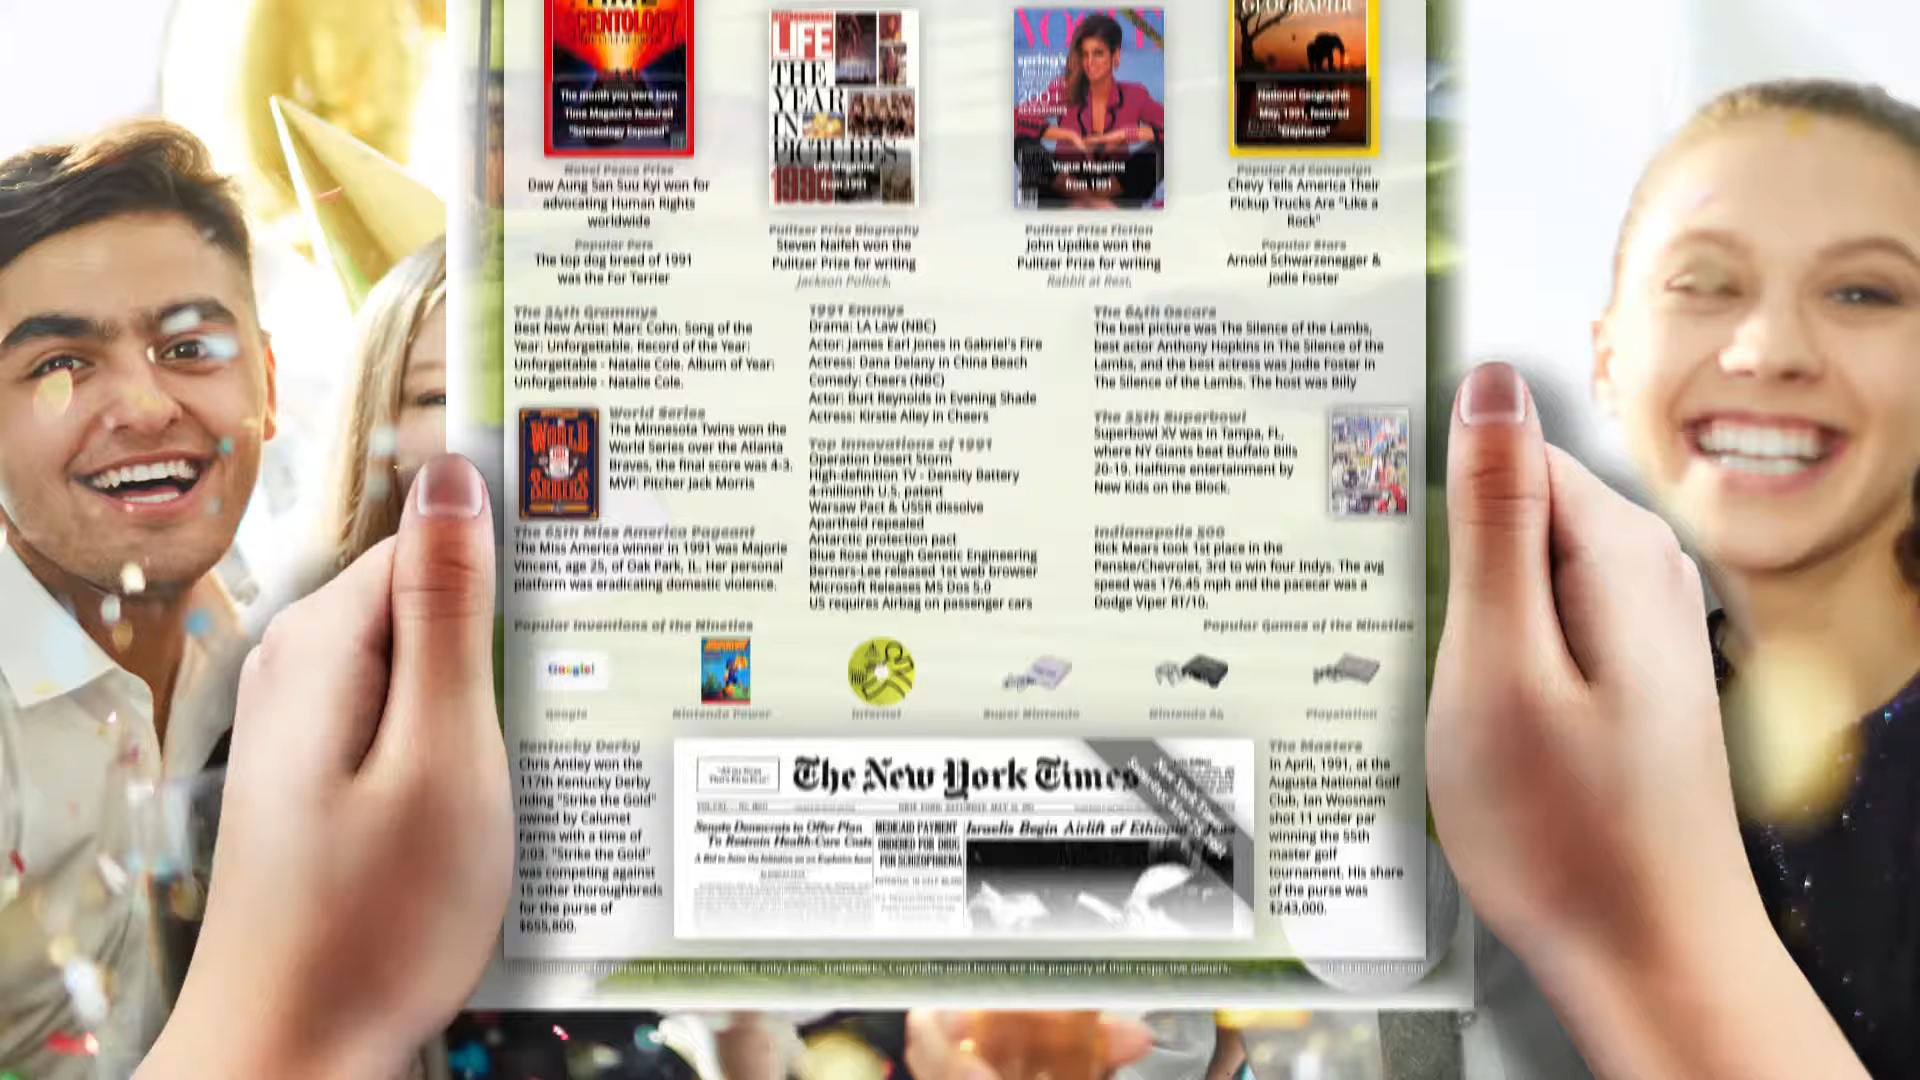 TIME
SCIENTOLOGY
The month you were born
Time Magazine featured
"Scientology Exposed"
LIFE
THE
YEAR
IN
PICTURES
1990
Life Magazine
from 1991
VOGUE
spring's
Vogue Magazine
from 1991
GEOGRAPHIC
National Geographic
May, 1991, featured
"Elephants"
Nobel Peace Prize
Daw Aung San Suu Kyi won for
advocating Human Rights
worldwide
Popular Pets
The top dog breed of 1991
was the For Terrier
Pulitzer Prize Biography
Steven Naifeh won the
Pulitzer Prize for writing
Jackson Pollock.
Pulitzer Prize Fiction
John Updike won the
Pulitzer Prize for writing
Rabbit at Rest.
Popular Ad Campaign
Chevy Tells America Their
Pickup Trucks Are "Like a
Rock"
Popular Stars
Arnold Schwarzenegger &
Jodie Foster
The 34th Grammys
Best New Artist: Marc Cohn, Song of the
Year: Unforgettable, Record of the Year:
Unforgettable - Natalie Cole, Album of Year:
Unforgettable - Natalie Cole.
World Series
The Minnesota Twins won the
World Series over the Atlanta
Braves, the final score was 4-3.
MVP: Pitcher Jack Morris
WORLD
SERIES
The 65th Miss America Pageant
The Miss America winner in 1991 was Majorie
Vincent, age 25, of Oak Park, IL. Her personal
platform was eradicating domestic violence.
1991 Emmys
Drama: LA Law (NBC)
Actor: James Earl Jones in Gabriel's Fire
Actress: Dana Delany in China Beach
Comedy: Cheers (NBC)
Actor: Burt Reynolds in Evening Shade
Actress: Kirstie Alley in Cheers
Top Innovations of 1991
Operation Desert Storm
High-definition TV - Density Battery
4-millionth U.S. patent
Warsaw Pact & USSR dissolve
Apartheid repealed
Antarctic protection pact
Blue Rose though Genetic Engineering
Berners-Lee released 1st web browser
Microsoft Releases MS Dos 5.0
US requires Airbag on passenger cars
The 64th Oscars
The best picture was The Silence of the Lambs,
best actor Anthony Hopkins in The Silence of the
Lambs, and the best actress was Jodie Foster in
The Silence of the Lambs. The host was Billy
The 25th Superbowl
Superbowl XV was in Tampa, FL,
where NY Giants beat Buffalo Bills
20-19. Halftime entertainment by
New Kids on the Block.
Indianapolis 500
Rick Mears took 1st place in the
Penske/Chevrolet, 3rd to win four Indys. The avg
speed was 176.45 mph and the pacecar was a
Dodge Viper RT/10.
Popular Inventions of the Nineties
Popular Games of the Nineties
Google!
Google
Nintendo Power
Internet
Super Nintendo
Nintendo 64
Playstation
Kentucky Derby
Chris Antley won the
117th Kentucky Derby
riding "Strike the Gold"
owned by Calumet
Farms with a time of
2:03. "Strike the Gold"
was competing against
15 other thoroughbreds
for the purse of
$655,800.
The New York Times
Senate Democrats to Offer Plan
To Restrain Health-Care Costs
MEDICAID PAYMENT
ORDERED FOR DRUG
FOR SCHIZOPHRENIA
Israelis Begin Airlift of Ethiopia's Jews
The Masters
In April, 1991, at the
Augusta National Golf
Club, Ian Woosnam
shot 11 under par
winning the 55th
master golf
tournament. His share
of the purse was
$243,000.
historical reference only. Logos, Trademarks, Copyrights used herein are the property of their respective owners.